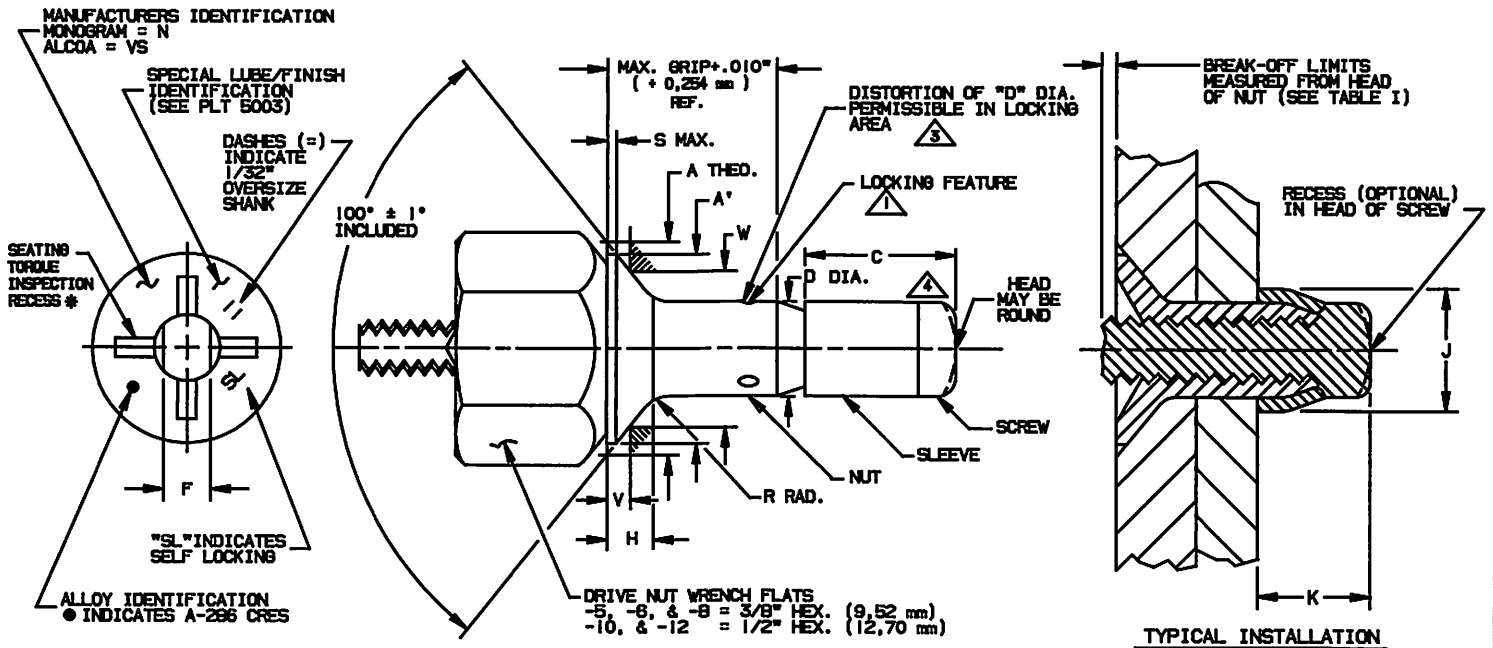 MANUFACTURERS IDENTIFICATION
MONOGRAM = N
ALCOA = VS
SPECIAL LUBE/FINISH
IDENTIFICATION
(SEE PLT 5003)
DASHES (=)
INDICATE
1/32"
OVERSIZE
SHANK
SEATING
TORQUE
INSPECTION
RECESS *
SL
F
"SL" INDICATES
SELF LOCKING
ALLOY IDENTIFICATION
● INDICATES A-286 CRES
100° ± 1°
INCLUDED
MAX. GRIP+.010"
( + 0,254 mm )
REF.
S MAX.
A THEO.
A'
W
DISTORTION OF "D" DIA.
PERMISSIBLE IN LOCKING
AREA
3
LOCKING FEATURE
1
C
D DIA.
4
HEAD
MAY BE
ROUND
SCREW
SLEEVE
NUT
R RAD.
V
H
DRIVE NUT WRENCH FLATS
-5, -6, & -8 = 3/8" HEX. (9,52 mm)
-10, & -12 = 1/2" HEX. (12,70 mm)
BREAK-OFF LIMITS
MEASURED FROM HEAD
OF NUT (SEE TABLE I)
RECESS (OPTIONAL)
IN HEAD OF SCREW
J
K
TYPICAL INSTALLATION